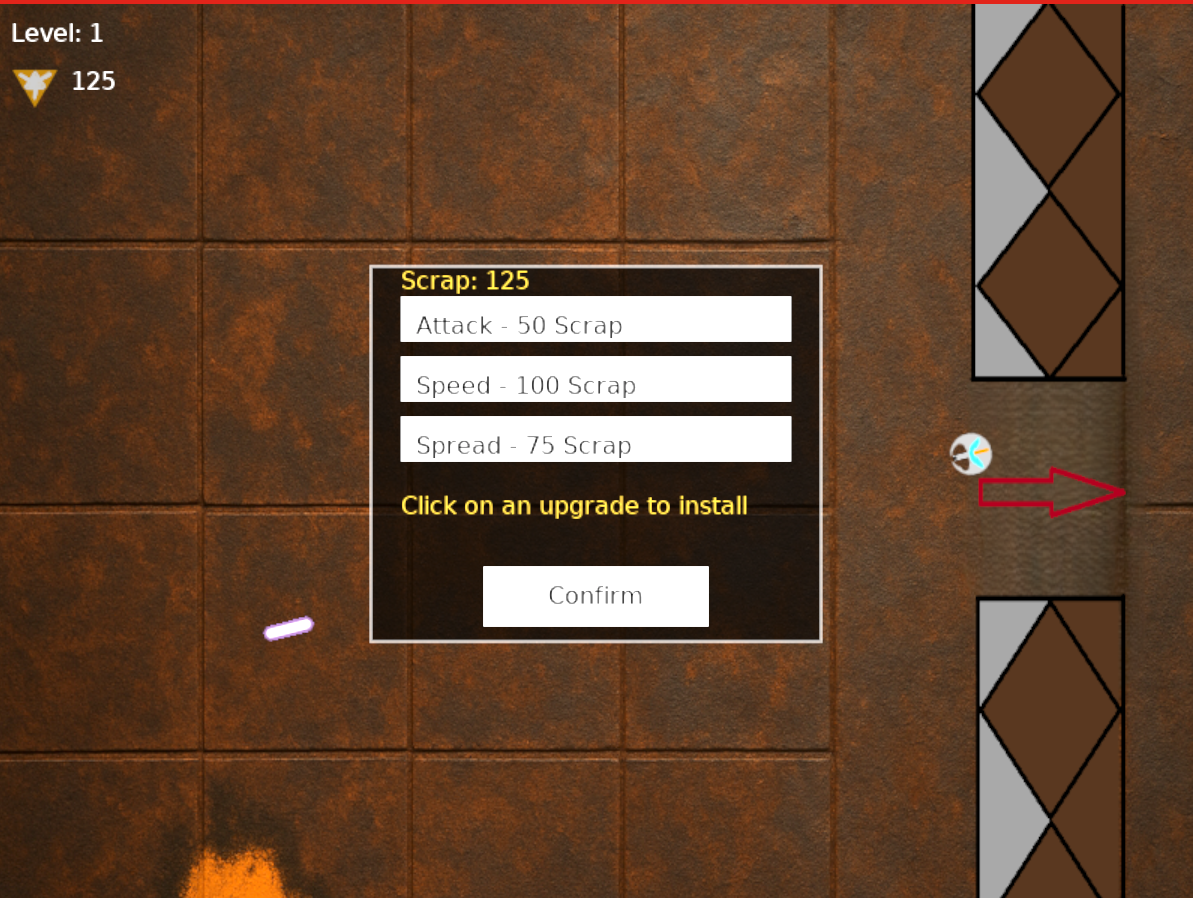 Level: 1
125
Scrap: 125
Attack - 50 Scrap
Speed - 100 Scrap
Spread - 75 Scrap
Click on an upgrade to install
Confirm